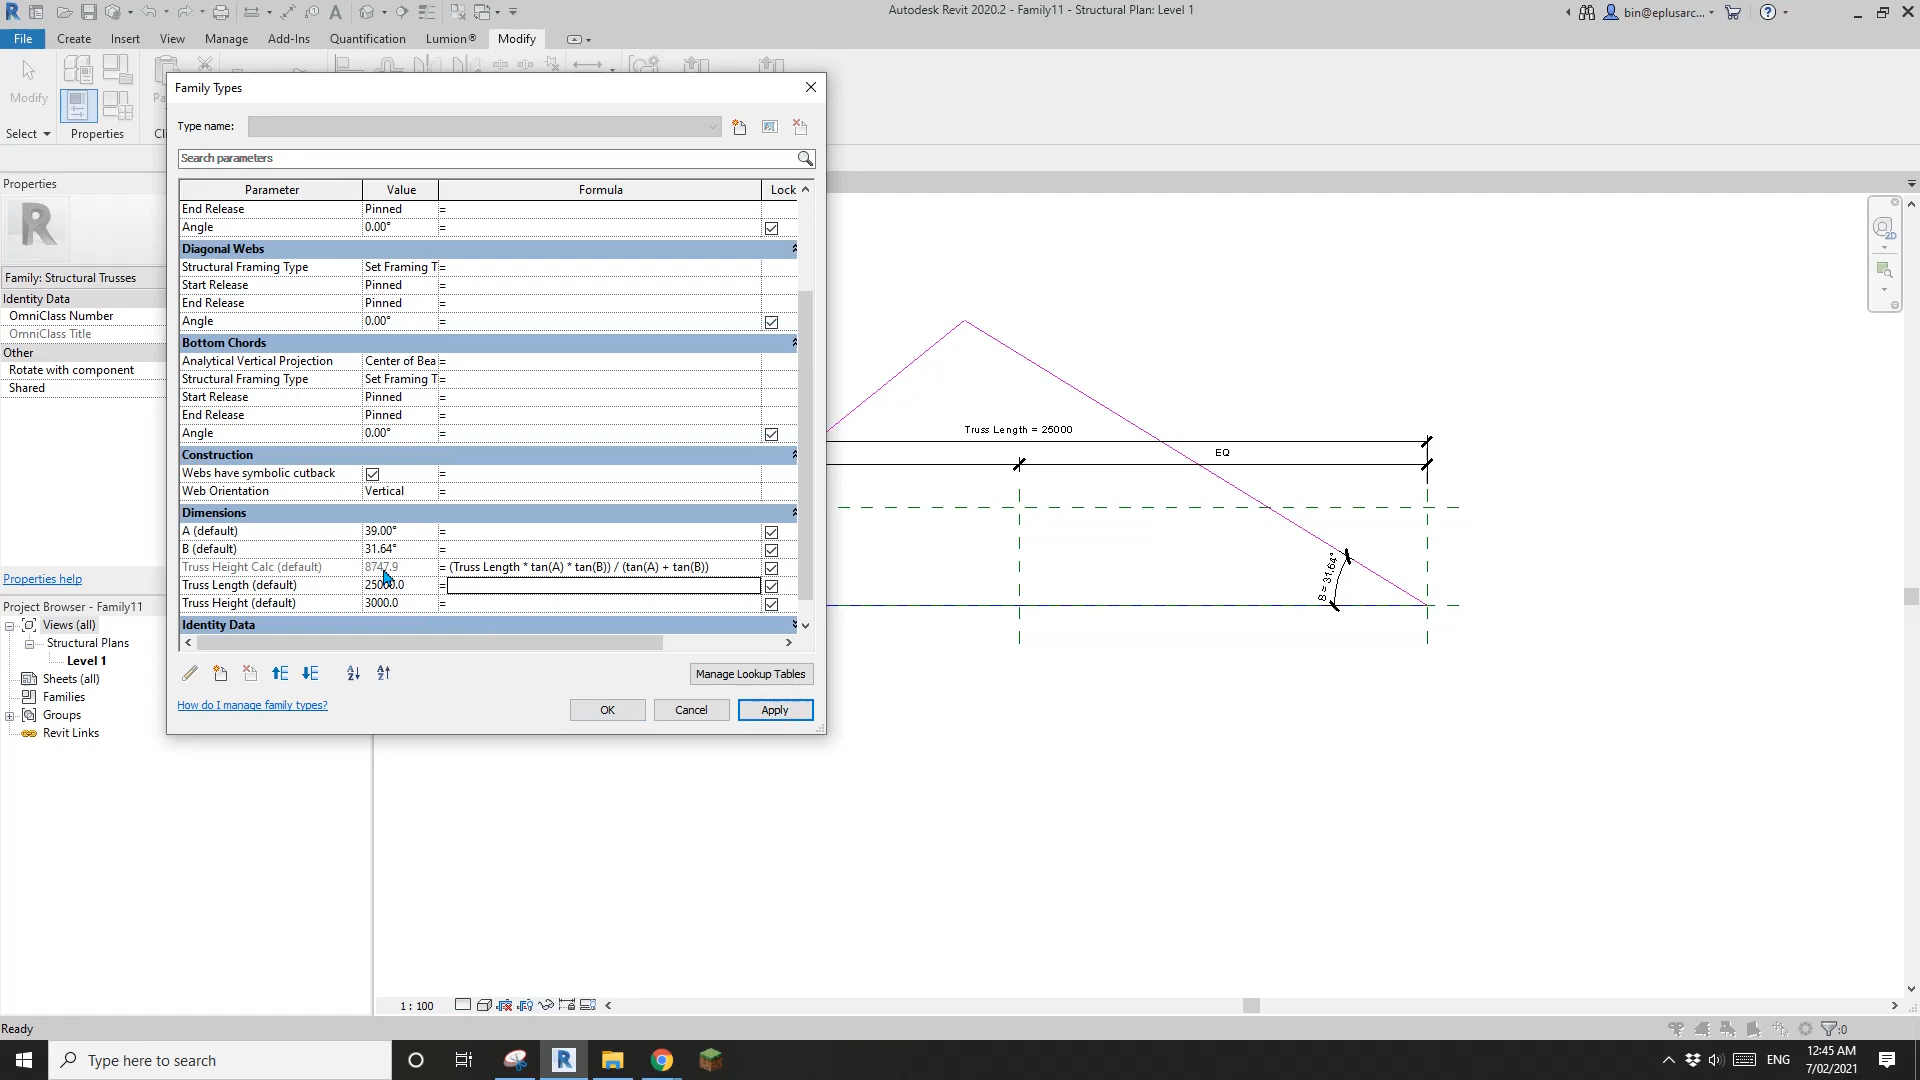 Autodesk Revit 2020.2 - Family11 - Structural Plan: Level 1
bin@eplusarc...
File Create Insert View Manage Add-Ins Quantification Lumion® Modify
Modify
Select Properties
Family Types
Type name:
Search parameters
Properties
Parameter Value Formula Lock
End Release Pinned =
Angle 0.00° =
Diagonal Webs
Structural Framing Type Set Framing T =
Start Release Pinned =
End Release Pinned =
Angle 0.00° =
Bottom Chords
Analytical Vertical Projection Center of Bea =
Structural Framing Type Set Framing T =
Start Release Pinned =
End Release Pinned =
Angle 0.00° =
Construction
Webs have symbolic cutback =
Web Orientation Vertical =
Dimensions
A (default) 39.00° =
B (default) 31.64° =
Truss Height Calc (default) 8747.9 = (Truss Length * tan(A) * tan(B)) / (tan(A) + tan(B))
Truss Length (default) 25000.0 =
Truss Height (default) 3000.0 =
Identity Data
Manage Lookup Tables
How do I manage family types?
OK Cancel Apply
Family: Structural Trusses
Identity Data
OmniClass Number
OmniClass Title
Other
Rotate with component
Shared
Properties help
Project Browser - Family11
Views (all)
Structural Plans
Level 1
Sheets (all)
Families
Groups
Revit Links
Truss Length = 25000
EQ
B = 31.64°
2D
1 : 100
Ready
:0
Type here to search
ENG
12:45 AM
7/02/2021